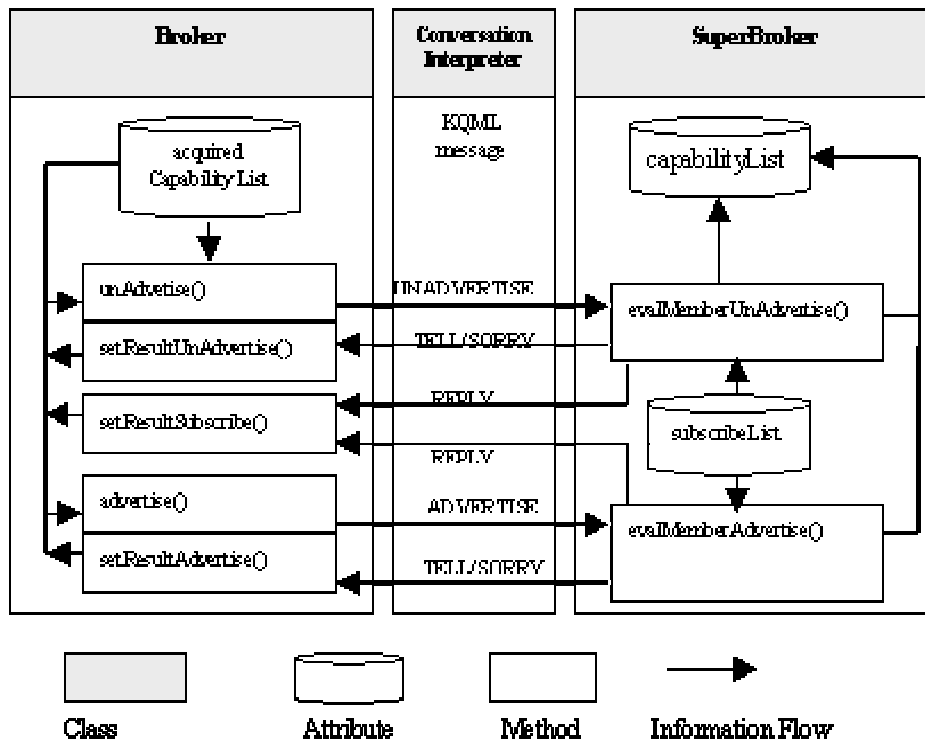 Broker
Conversation
Interpreter
SuperBroker
KQML
message
acquired
Capability List
capabilityList
unAdvetise()
UNADVERTISE
evalMemberUnAdvertise()
setResultUnAdvertise()
TELL/SORRY
REPLY
setResultSubscribe()
subscribeList
REPLY
advertise()
ADVERTISE
evalMemberAdvertise()
setResultAdvertise()
TELL/SORRY
Class
Attribute
Method
Information Flow